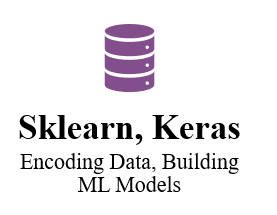 Sklearn, Keras
Encoding Data, Building
ML Models